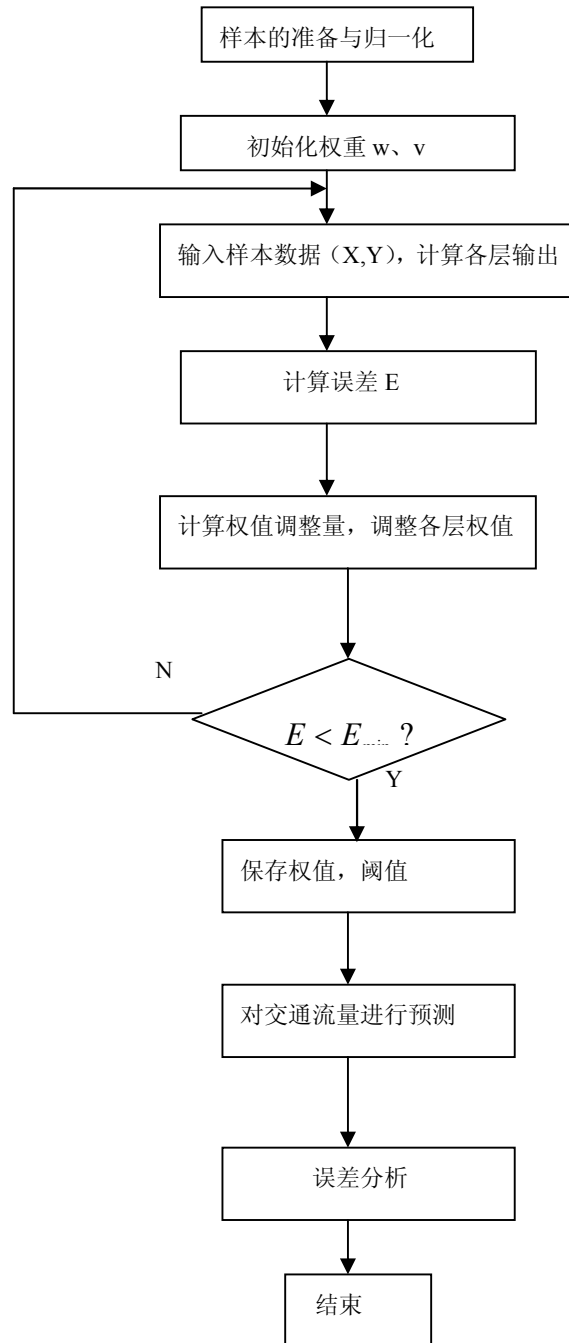 样本的准备与归一化
初始化权重 w、v
输入样本数据（X,Y），计算各层输出
计算误差 E
计算权值调整量，调整各层权值
N
E < E ?
Y
保存权值，阈值
对交通流量进行预测
误差分析
结束